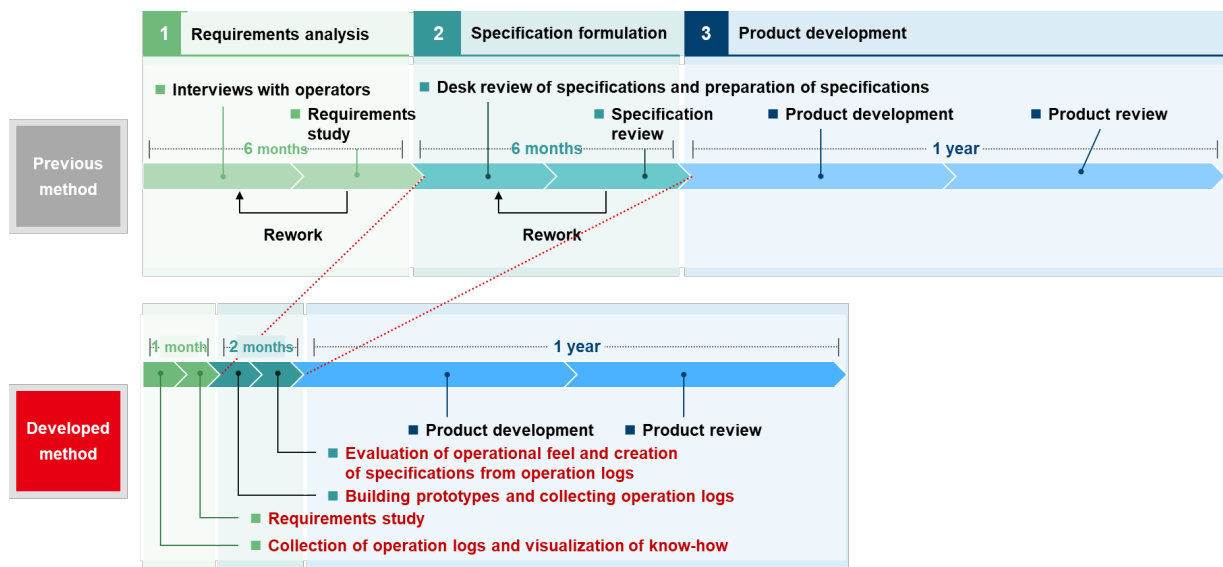 1 Requirements analysis
2 Specification formulation
3 Product development
Previous
method
Interviews with operators
Requirements
study
6 months
Rework
Desk review of specifications and preparation of specifications
Specification
review
6 months
Rework
Product development
Product review
1 year
Developed
method
1 month
2 months
1 year
Product development
Product review
Evaluation of operational feel and creation
of specifications from operation logs
Building prototypes and collecting operation logs
Requirements study
Collection of operation logs and visualization of know-how